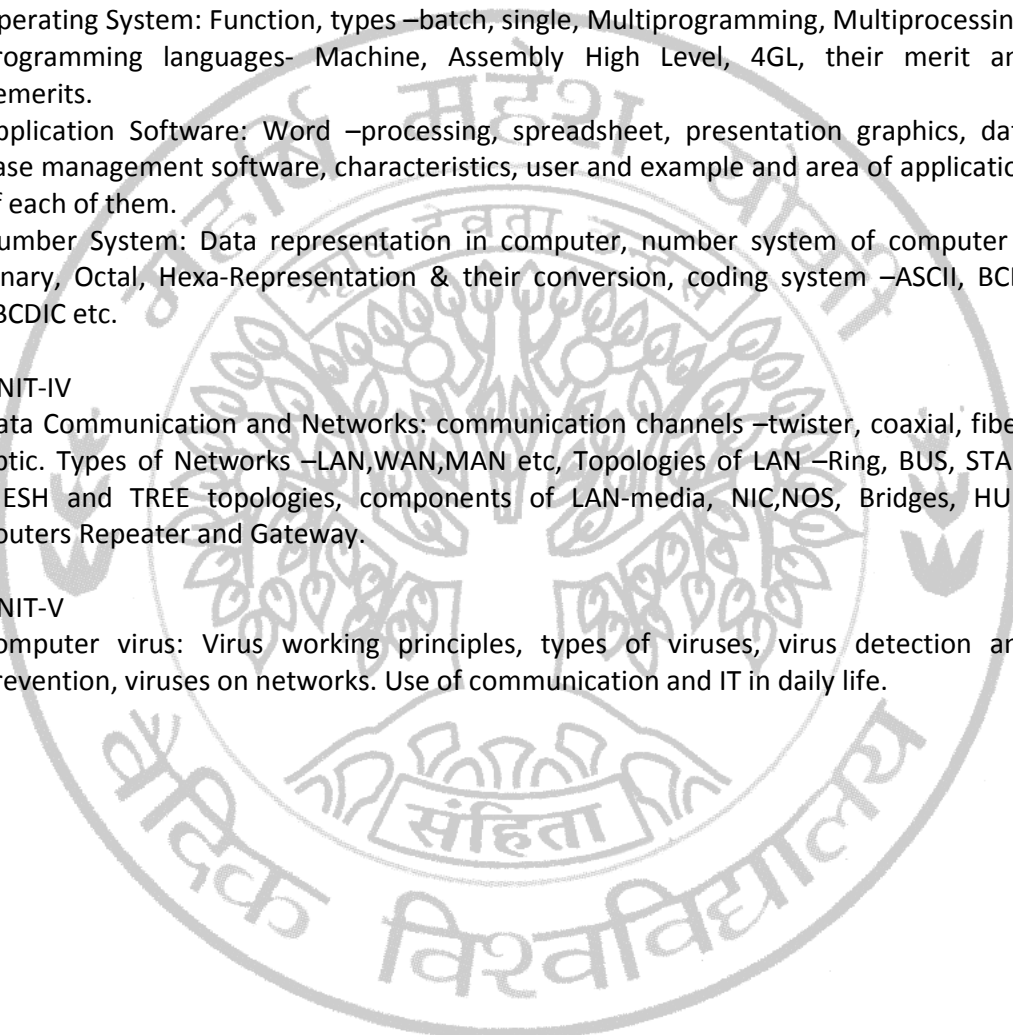 perating System: Function, types –batch, single, Multiprogramming, Multiprocessin
rogramming languages- Machine, Assembly High Level, 4GL, their merit an
emerits.
pplication Software: Word –processing, spreadsheet, presentation graphics, dat
ase management software, characteristics, user and example and area of applicatio
f each of them.
umber System: Data representation in computer, number system of computer
inary, Octal, Hexa-Representation & their conversion, coding system –ASCII, BCD
BCDIC etc.
NIT-IV
ata Communication and Networks: communication channels –twister, coaxial, fibe
ptic. Types of Networks –LAN,WAN,MAN etc, Topologies of LAN –Ring, BUS, STA
ESH and TREE topologies, components of LAN-media, NIC,NOS, Bridges, HU
outers Repeater and Gateway.
NIT-V
omputer virus: Virus working principles, types of viruses, virus detection an
revention, viruses on networks. Use of communication and IT in daily life.
महर्षि महेश योगी
संहिता
वैदिक विश्वविद्यालय